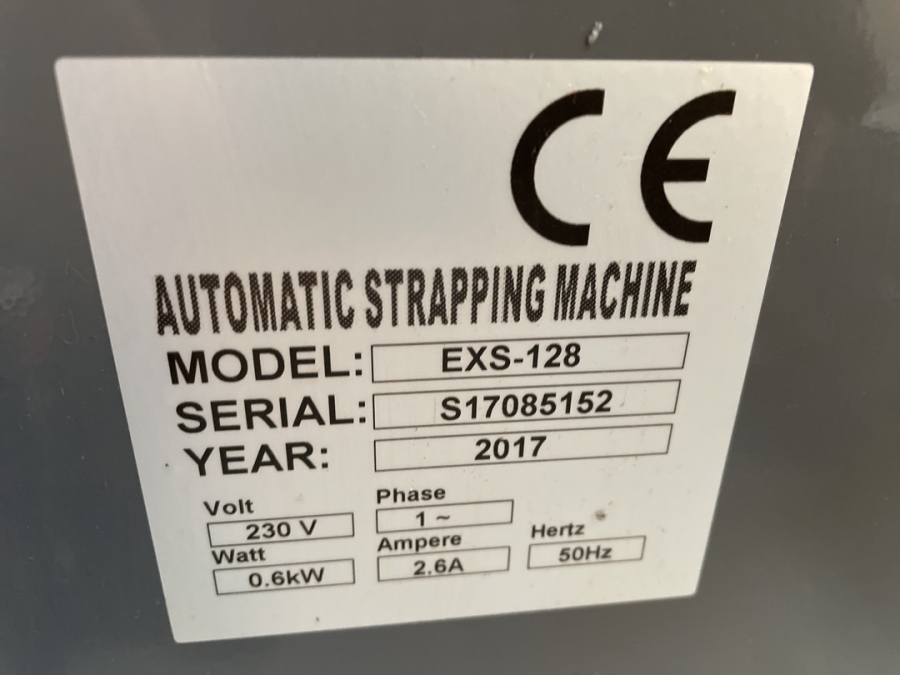 CE
AUTOMATIC STRAPPING MACHINE
MODEL: EXS-128
SERIAL: S17085152
YEAR: 2017
Volt Phase
230 V 1 ~
Watt Ampere Hertz
0.6kW 2.6A 50Hz